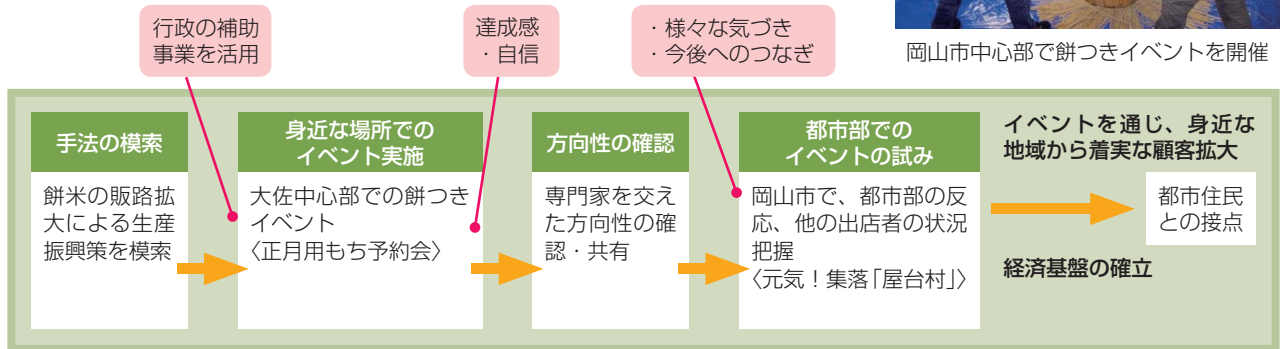 行政の補助
事業を活用
達成感
・自信
・様々な気づき
・今後へのつなぎ
岡山市中心部で餅つきイベントを開催
手法の模索
餅米の販路拡
大による生産
振興策を模索
身近な場所での
イベント実施
大佐中心部での餅つき
イベント
〈正月用もち予約会〉
方向性の確認
専門家を交え
た方向性の確
認・共有
都市部での
イベントの試み
岡山市で、都市部の反
応、他の出店者の状況
把握
〈元気！集落「屋台村」〉
イベントを通じ、身近な
地域から着実な顧客拡大
都市住民
との接点
経済基盤の確立